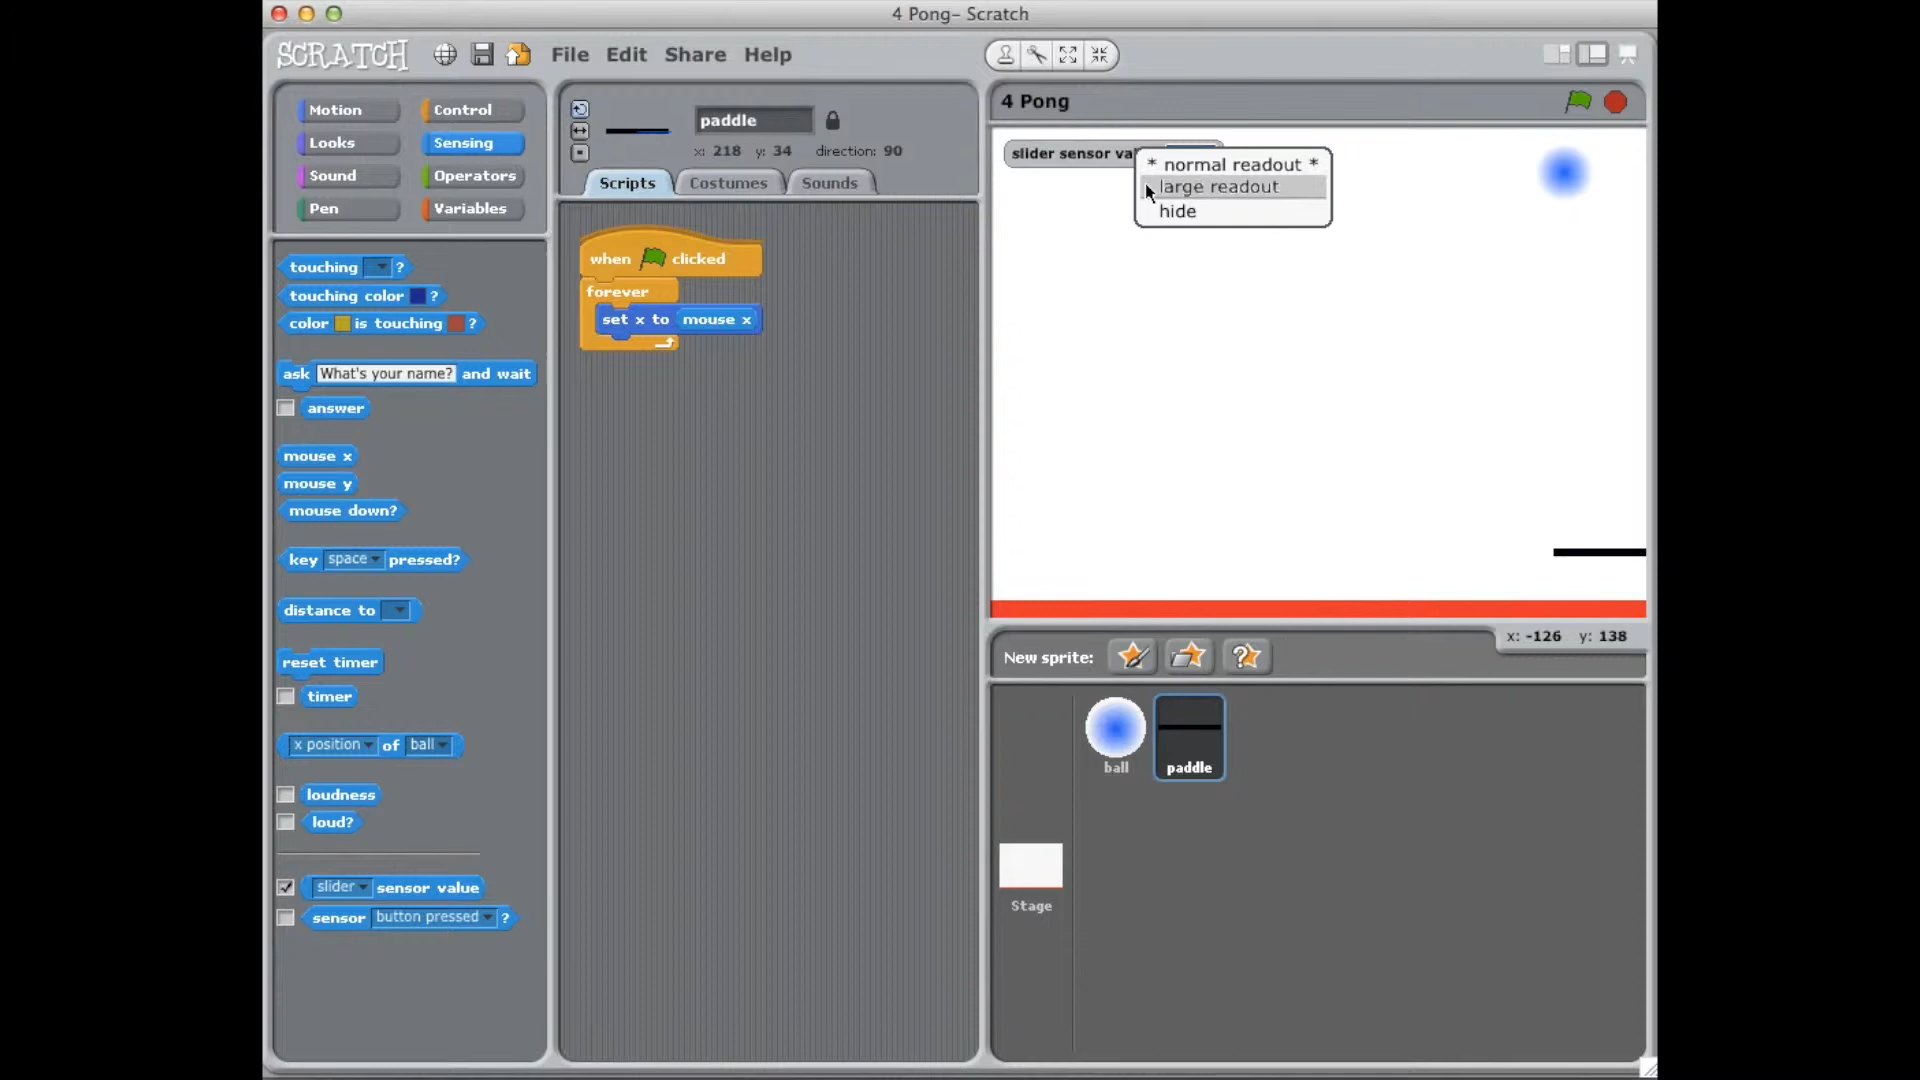 4 Pong– Scratch
SCRATCH File Edit Share Help
Motion Control
Looks Sensing
Sound Operators
Pen Variables
touching ?
touching color ?
color is touching ?
ask What's your name? and wait
answer
mouse x
mouse y
mouse down?
key space pressed?
distance to
reset timer
timer
x position of ball
loudness
loud?
slider sensor value
sensor button pressed ?
paddle
x: 218 y: 34 direction: 90
Scripts Costumes Sounds
when clicked
forever
set x to mouse x
4 Pong
slider sensor
* normal readout *
large readout
hide
x: -126 y: 138
New sprite:
ball paddle
Stage